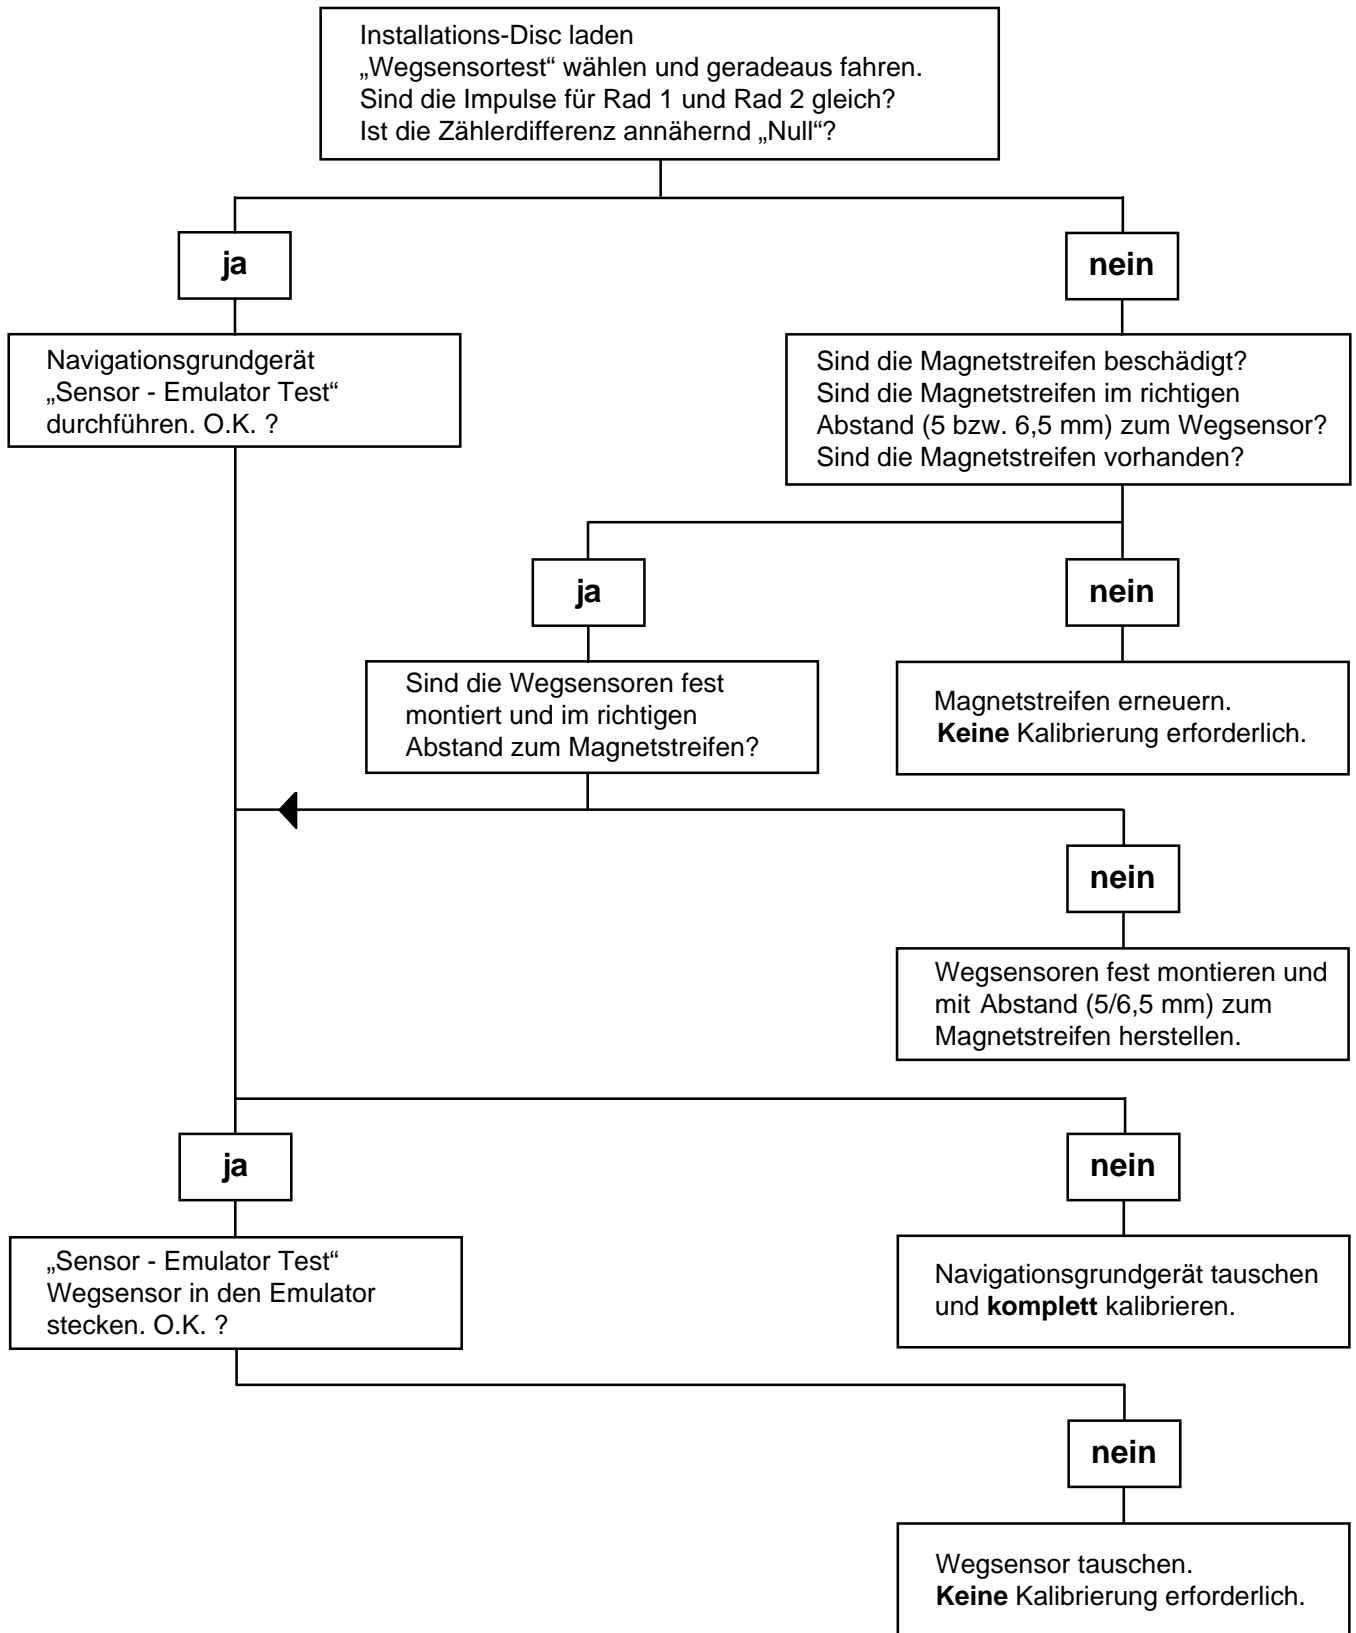 Installations-Disc laden
„Wegsensortest“ wählen und geradeaus fahren.
Sind die Impulse für Rad 1 und Rad 2 gleich?
Ist die Zählerdifferenz annähernd „Null“?
ja
nein
Navigationsgrundgerät
„Sensor - Emulator Test“
durchführen. O.K. ?
Sind die Magnetstreifen beschädigt?
Sind die Magnetstreifen im richtigen
Abstand (5 bzw. 6,5 mm) zum Wegsensor?
Sind die Magnetstreifen vorhanden?
ja
nein
Sind die Wegsensoren fest
montiert und im richtigen
Abstand zum Magnetstreifen?
Magnetstreifen erneuern.
Keine Kalibrierung erforderlich.
nein
Wegsensoren fest montieren und
mit Abstand (5/6,5 mm) zum
Magnetstreifen herstellen.
ja
nein
„Sensor - Emulator Test“
Wegsensor in den Emulator
stecken. O.K. ?
Navigationsgrundgerät tauschen
und komplett kalibrieren.
nein
Wegsensor tauschen.
Keine Kalibrierung erforderlich.